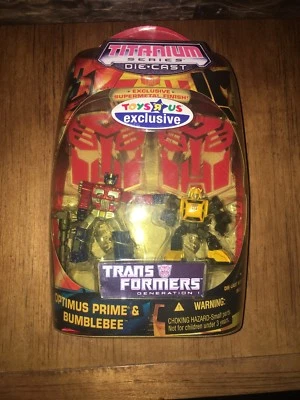 TITANIUM
SERIES
DIE-CAST
EXCLUSIVE
SUPERMETAL FINISH!
TOYS R US
exclusive
TRANS
FORMERS
GENERATION 1
OPTIMUS PRIME &
BUMBLEBEE
WARNING:
CHOKING HAZARD-Small parts
Not for children under 3 years.